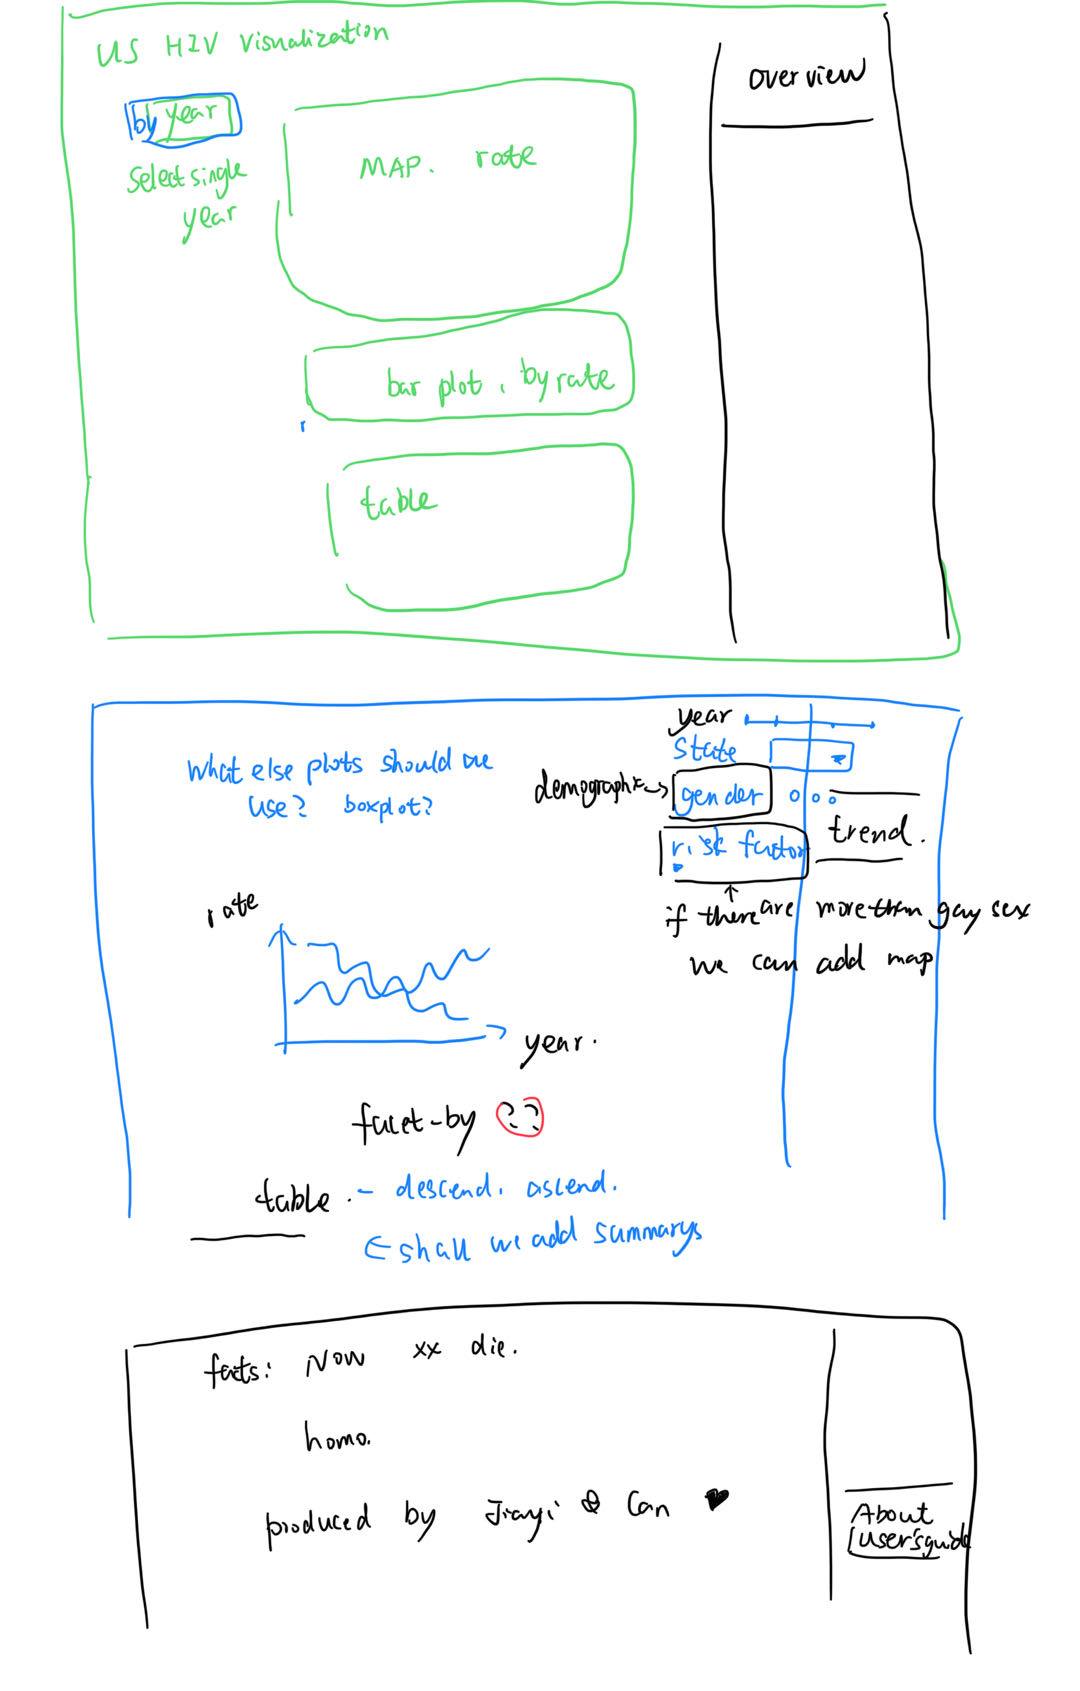 US HIV Visualization
overview
by year
Select single
year
MAP. rate
bar plot, by rate
table
year
State
What else plots should we
use? boxplot?
demographic
gender
trend.
risk factor
if there are more than gay sex
we can add map
rate
year.
facet-by
table. - descend. ascend.
shall we add summarys
facts: Now xx die.
homo.
produced by Jiayi & Can ♥
About
user's guide